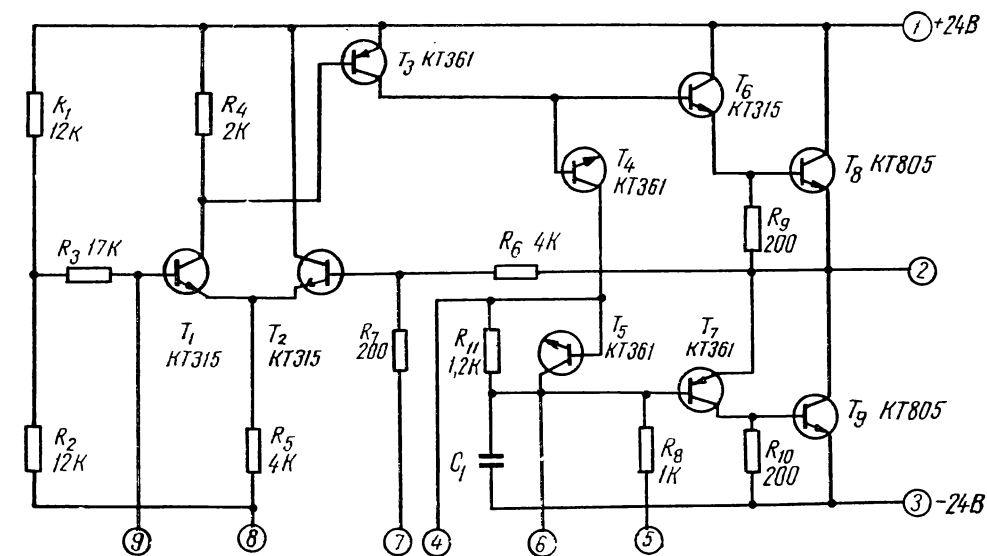 1 +24В
T3 КТ361
T6
КТ315
R1
12К
R4
2К
T4
КТ361
T8 КТ805
R3 17К
R6 4К
R9
200
2
T1
КТ315
T2
КТ315
R7
200
R11
1,2К
T5
КТ361
T7
КТ361
T9 КТ805
R2
12К
R5
4К
C1
R8
1К
R10
200
3 -24В
9
8
7
4
6
5